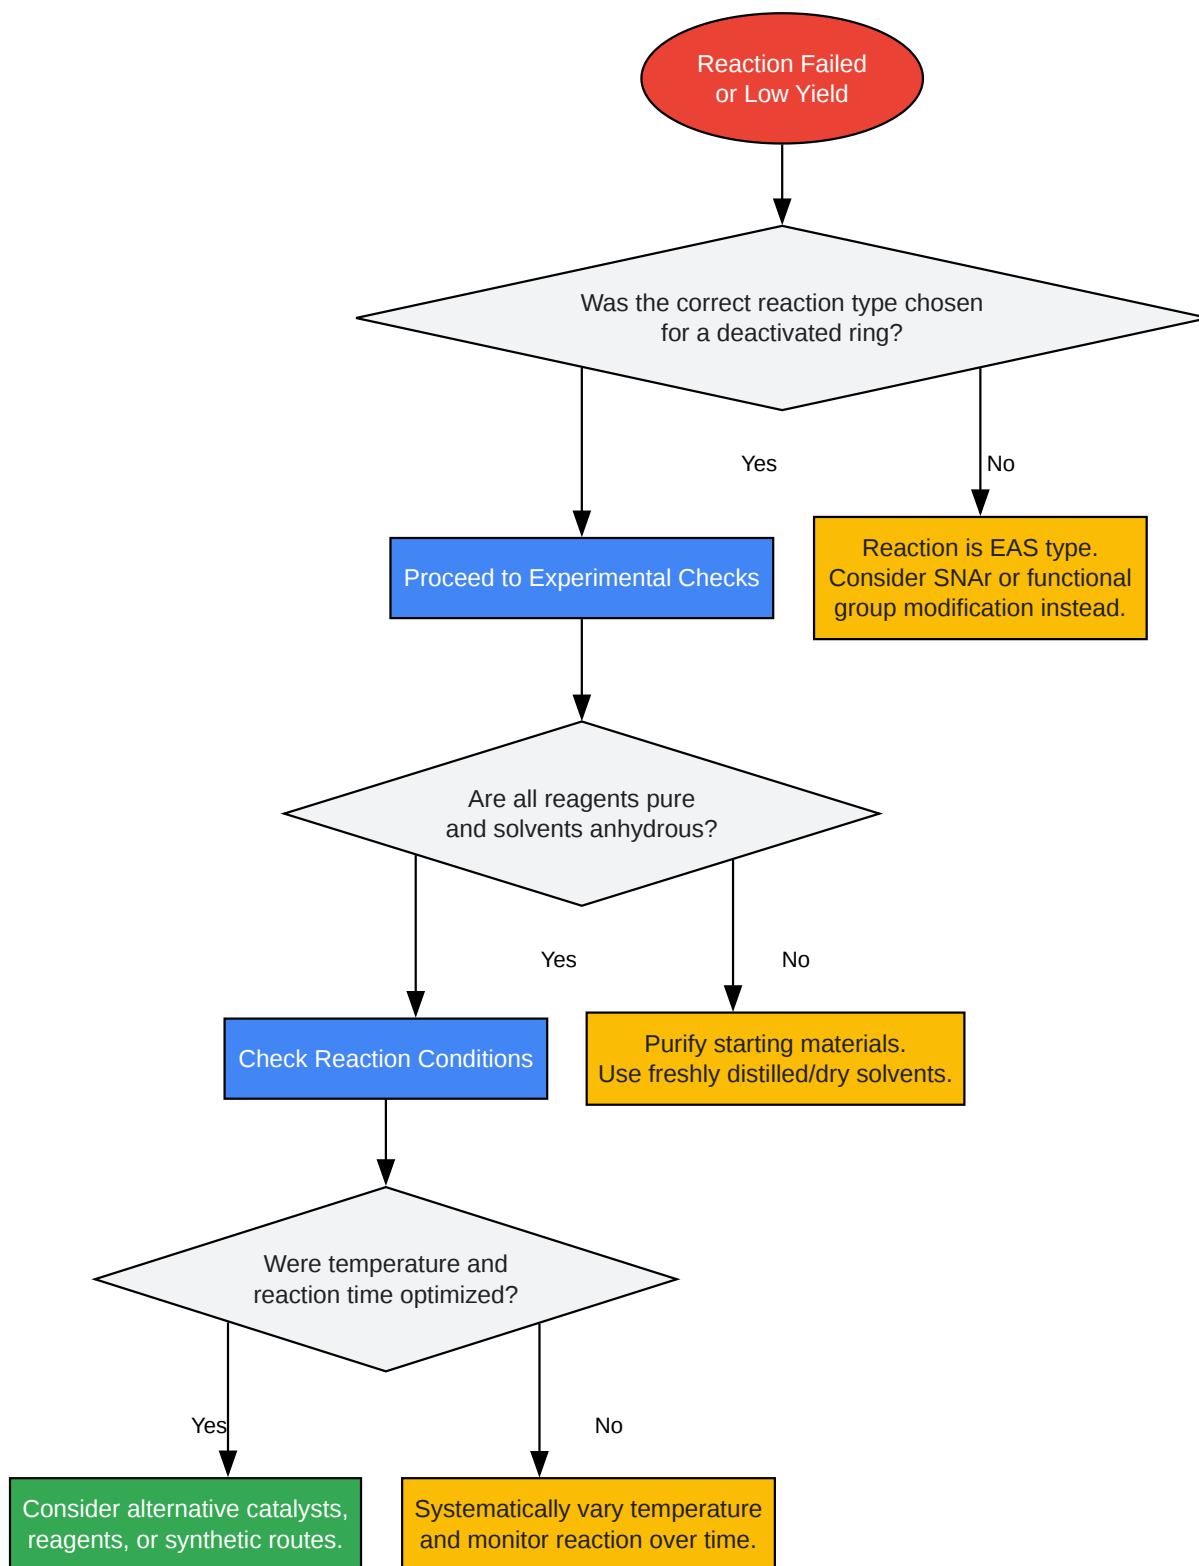 Reaction Failed
or Low Yield
Was the correct reaction type chosen
for a deactivated ring?
Yes
No
Proceed to Experimental Checks
Reaction is EAS type.
Consider SNAr or functional
group modification instead.
Are all reagents pure
and solvents anhydrous?
Yes
No
Check Reaction Conditions
Purify starting materials.
Use freshly distilled/dry solvents.
Were temperature and
reaction time optimized?
Yes
No
Consider alternative catalysts,
reagents, or synthetic routes.
Systematically vary temperature
and monitor reaction over time.